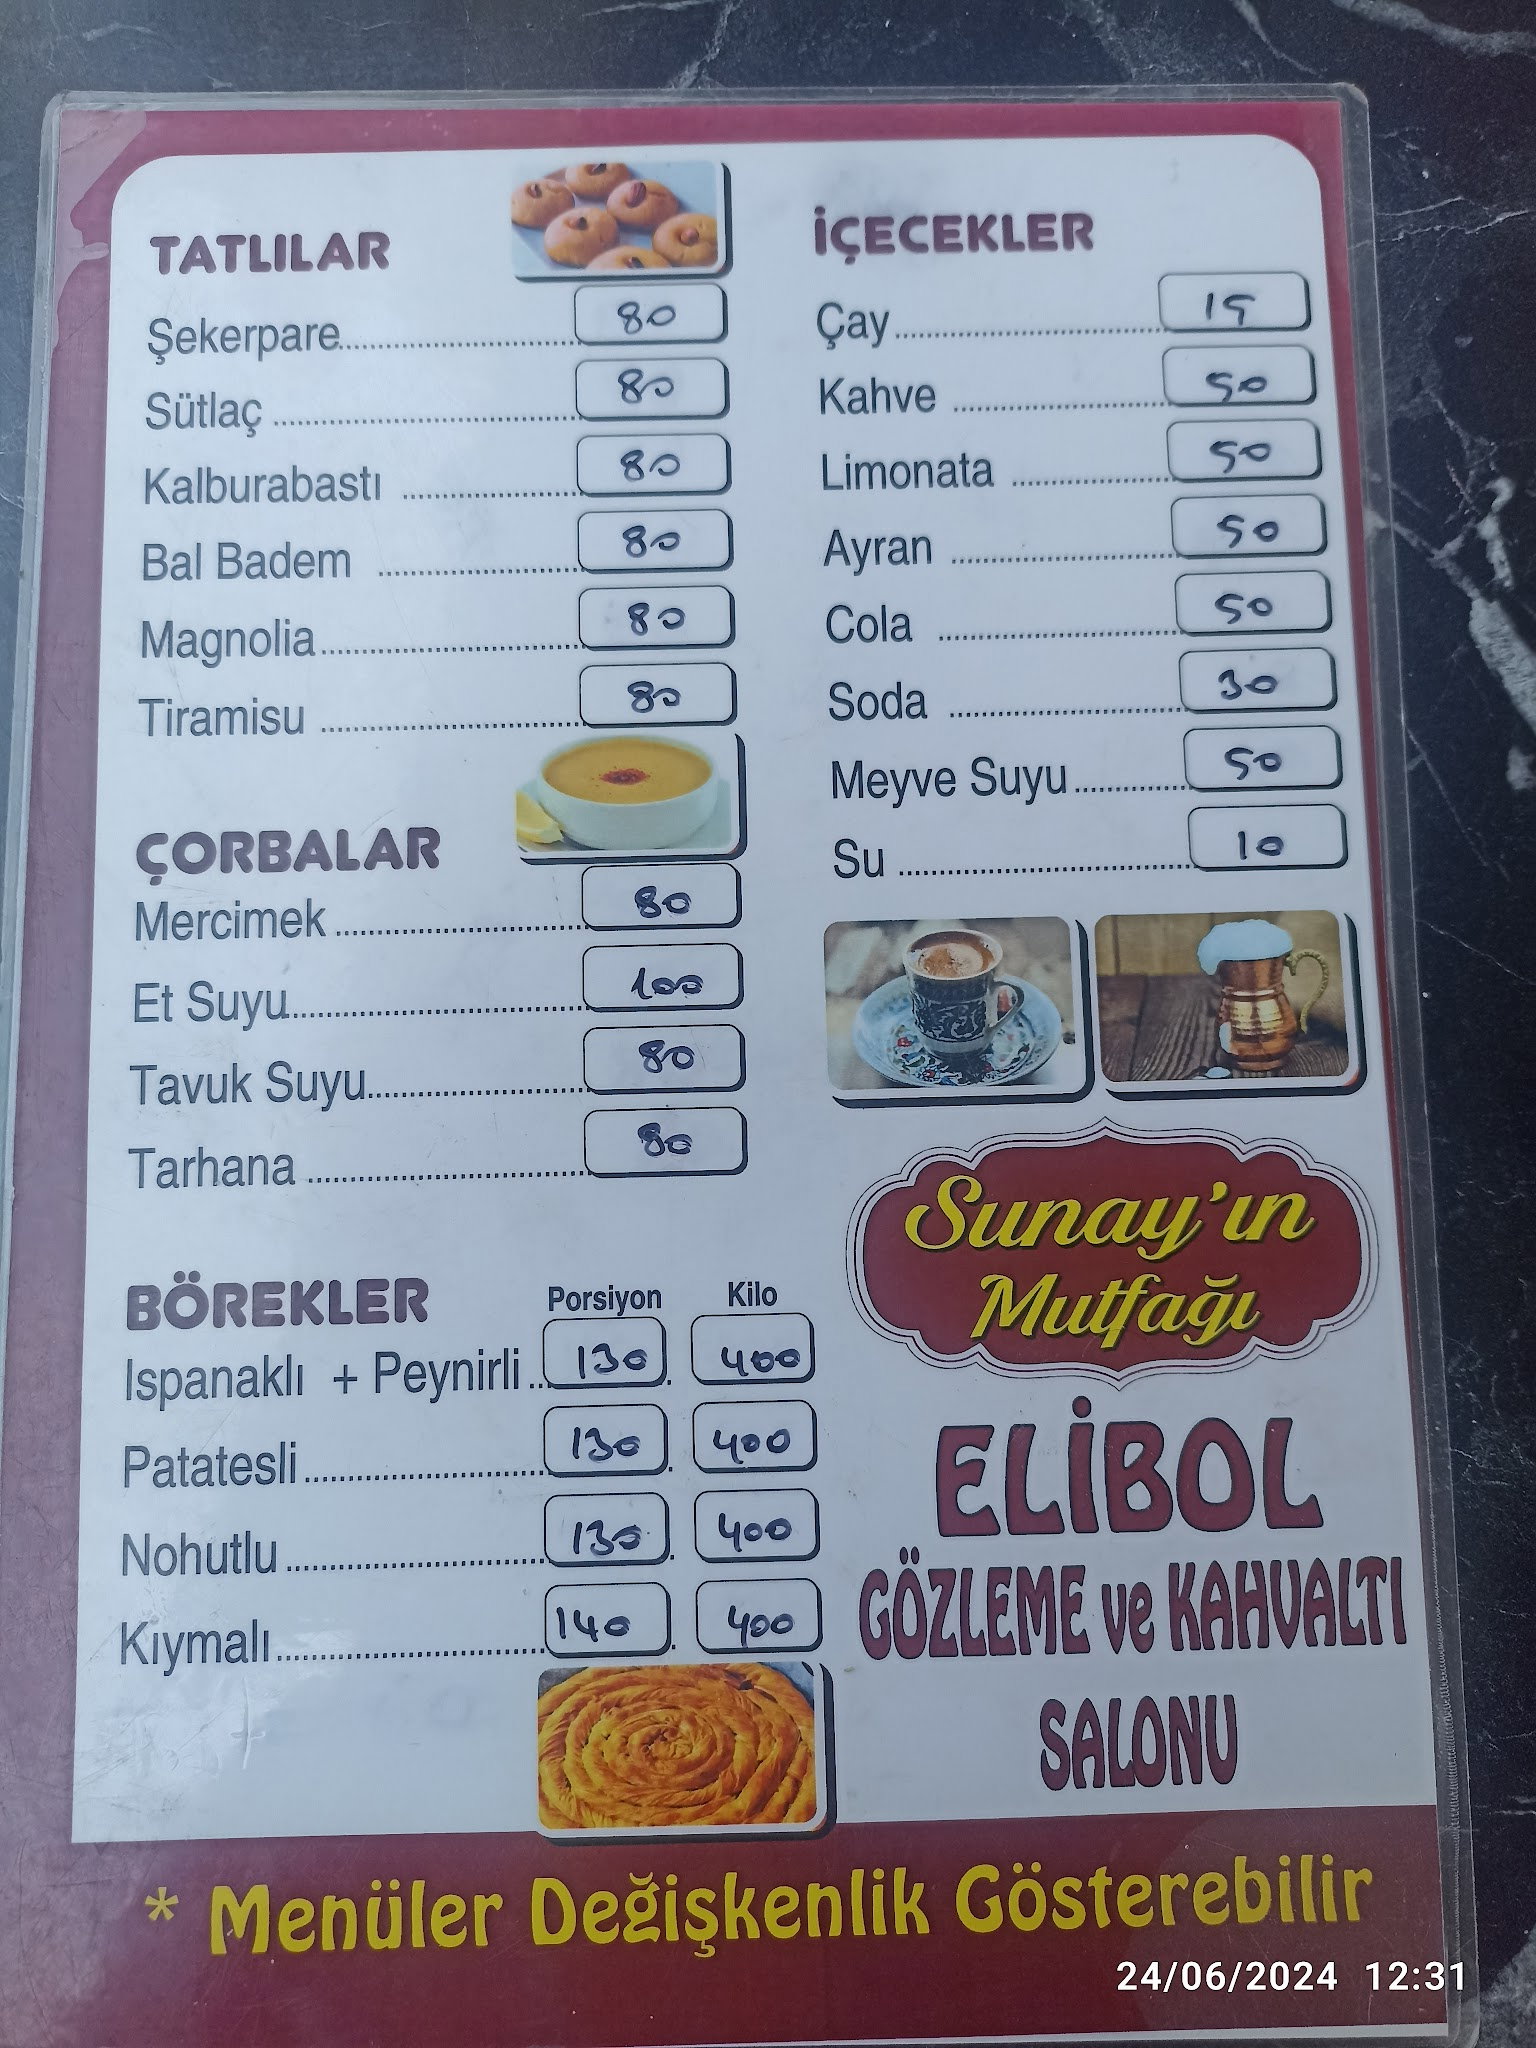 TATLILAR
Şekerpare 80
Sütlaç 80
Kalburabastı 80
Bal Badem 80
Magnolia 80
Tiramisu 80
ÇORBALAR
Mercimek 80
Et Suyu 100
Tavuk Suyu 80
Tarhana 80
BÖREKLER Porsiyon Kilo
Ispanaklı + Peynirli 130 400
Patatesli 130 400
Nohutlu 130 400
Kıymalı 140 400
İÇECEKLER
Çay 15
Kahve 50
Limonata 50
Ayran 50
Cola 50
Soda 30
Meyve Suyu 50
Su 10
Sunay'ın
Mutfağı
ELİBOL
GÖZLEME ve KAHVALTI
SALONU
* Menüler Değişkenlik Gösterebilir
24/06/2024 12:31